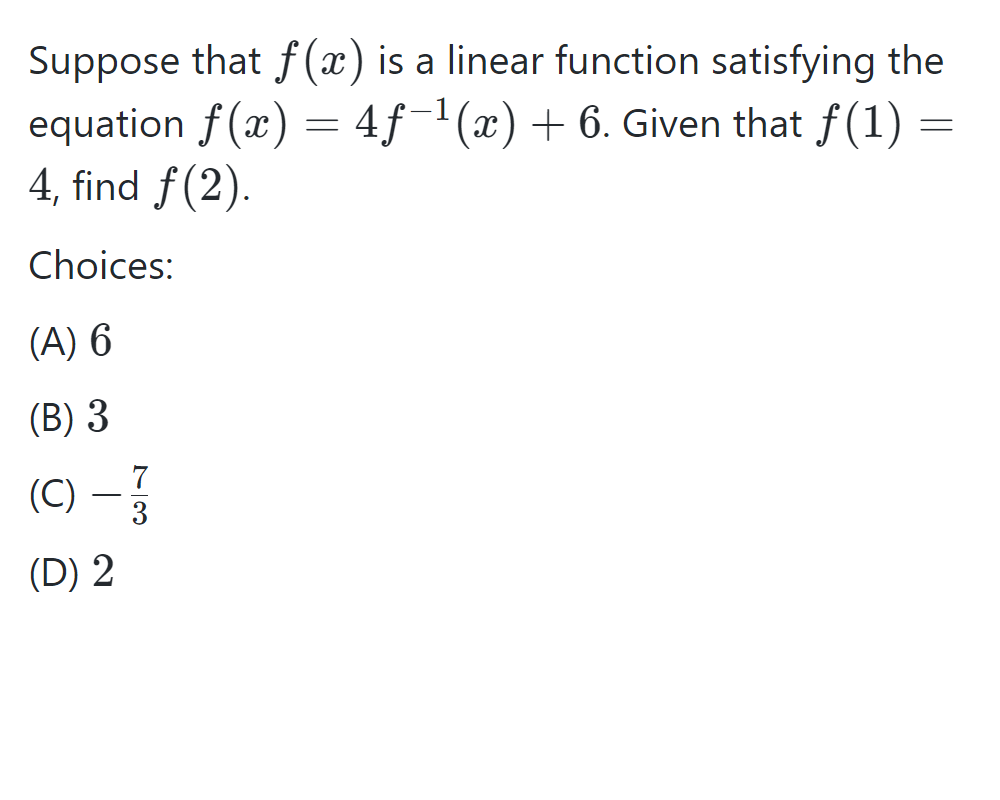 Suppose that $f(x)$ is a linear function satisfying the
equation $f(x) = 4f^{-1}(x) + 6$. Given that $f(1) =$
$4$, find $f(2)$.
Choices:
(A) $6$
(B) $3$
(C) $-\frac{7}{3}$
(D) $2$